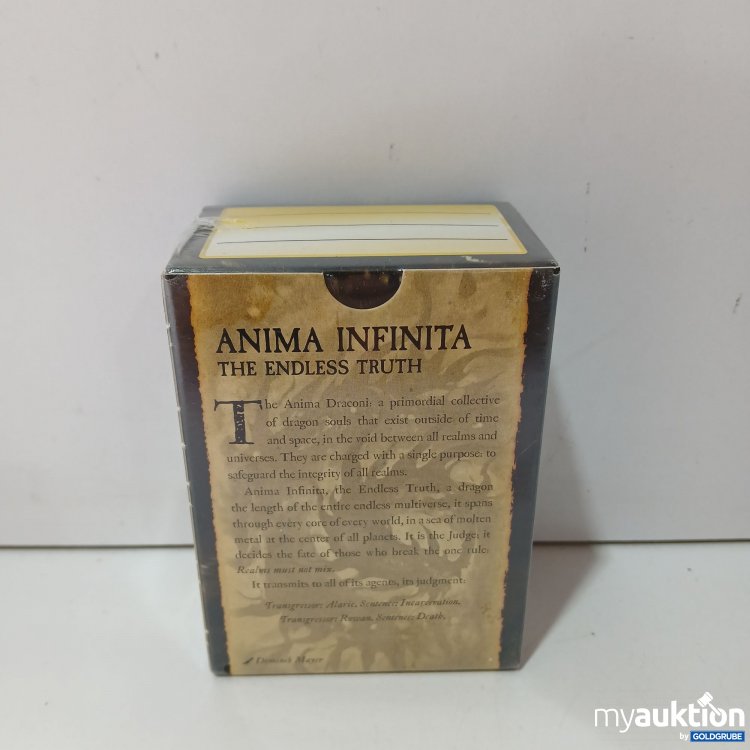 ANIMA INFINITA
THE ENDLESS TRUTH
The Anima Draconi: a primordial collective
of dragon souls that exist outside of time
and space, in the void between all realms and
universes. They are charged with a single purpose: to
safeguard the integrity of all realms.
Anima Infinita, the Endless Truth, a dragon
the length of the entire endless multiverse, it spans
through every core of every world, in a sea of molten
metal at the center of all planets. It is the Judge; it
decides the fate of those who break the one rule:
Realms must not mix.
It transmits to all of its agents, its judgment:
Transgressor: Alaric. Sentence: Incarceration.
Transgressor: Rowan. Sentence: Death.
Dominik Mayer
myauktion
by GOLDGRUBE